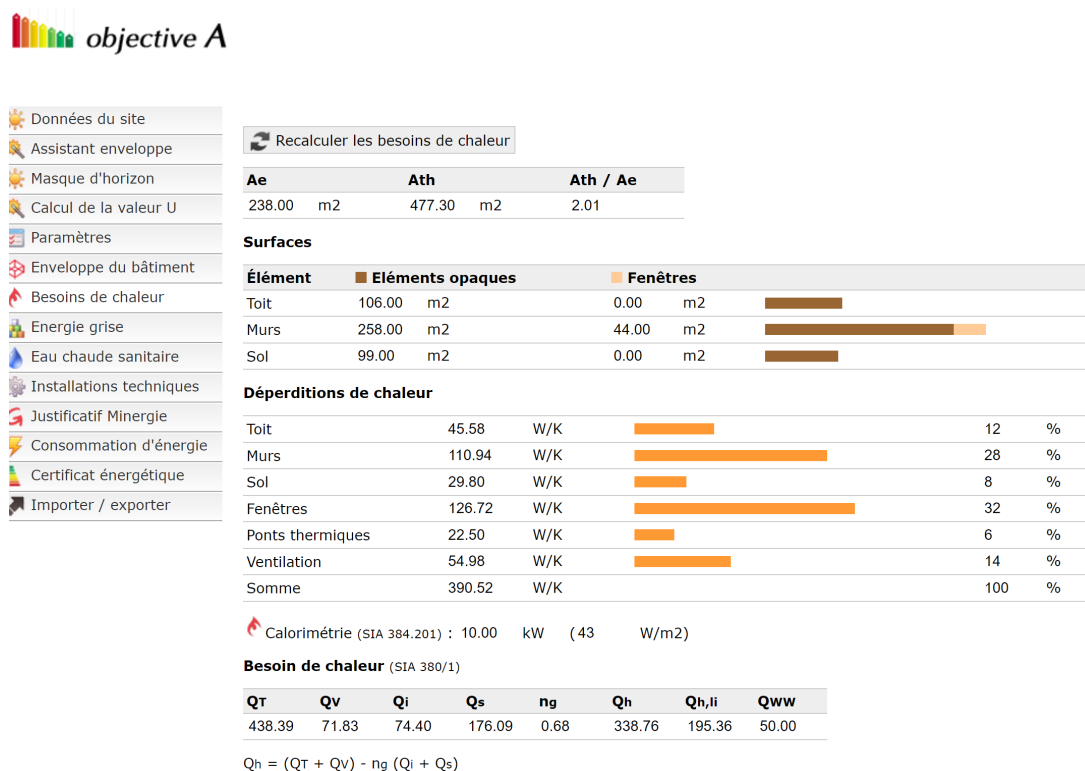 objective A
Données du site
Assistant enveloppe
Masque d'horizon
Calcul de la valeur U
Paramètres
Enveloppe du bâtiment
Besoins de chaleur
Energie grise
Eau chaude sanitaire
Installations techniques
Justificatif Minergie
Consommation d'énergie
Certificat énergétique
Importer / exporter
Recalculer les besoins de chaleur
Ae Ath Ath / Ae
238.00 m2 477.30 m2 2.01
Surfaces
Élément Eléments opaques Fenêtres
Toit 106.00 m2 0.00 m2
Murs 258.00 m2 44.00 m2
Sol 99.00 m2 0.00 m2
Déperditions de chaleur
Toit 45.58 W/K 12 %
Murs 110.94 W/K 28 %
Sol 29.80 W/K 8 %
Fenêtres 126.72 W/K 32 %
Ponts thermiques 22.50 W/K 6 %
Ventilation 54.98 W/K 14 %
Somme 390.52 W/K 100 %
Calorimétrie (SIA 384.201) : 10.00 kW (43 W/m2)
Besoin de chaleur (SIA 380/1)
QT QV Qi Qs ng Qh Qh,li QWW
438.39 71.83 74.40 176.09 0.68 338.76 195.36 50.00
Qh = (QT + QV) - ng (Qi + Qs)